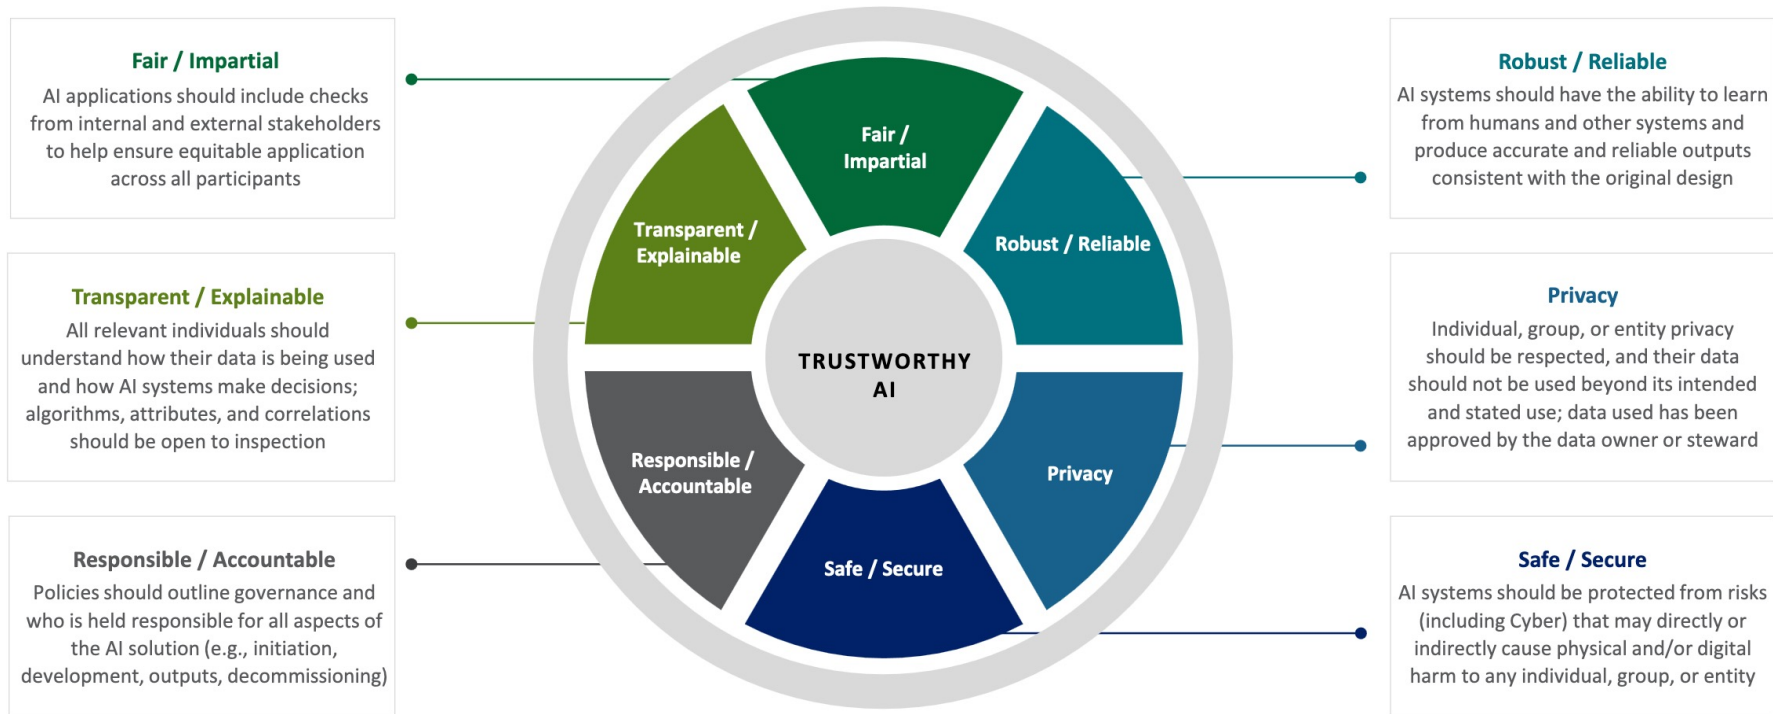 Fair / Impartial
AI applications should include checks
from internal and external stakeholders
to help ensure equitable application
across all participants
Transparent / Explainable
All relevant individuals should
understand how their data is being used
and how AI systems make decisions;
algorithms, attributes, and correlations
should be open to inspection
Responsible / Accountable
Policies should outline governance and
who is held responsible for all aspects of
the AI solution (e.g., initiation,
development, outputs, decommissioning)
Fair /
Impartial
Transparent /
Explainable
Robust / Reliable
TRUSTWORTHY
AI
Responsible /
Accountable
Privacy
Safe / Secure
Robust / Reliable
AI systems should have the ability to learn
from humans and other systems and
produce accurate and reliable outputs
consistent with the original design
Privacy
Individual, group, or entity privacy
should be respected, and their data
should not be used beyond its intended
and stated use; data used has been
approved by the data owner or steward
Safe / Secure
AI systems should be protected from risks
(including Cyber) that may directly or
indirectly cause physical and/or digital
harm to any individual, group, or entity